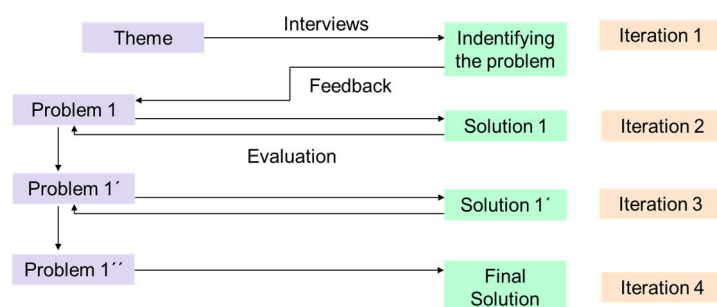 Theme
Interviews
Indentifying
the problem
Iteration 1
Feedback
Problem 1
Solution 1
Iteration 2
Evaluation
Problem 1´
Solution 1´
Iteration 3
Problem 1´´
Final
Solution
Iteration 4